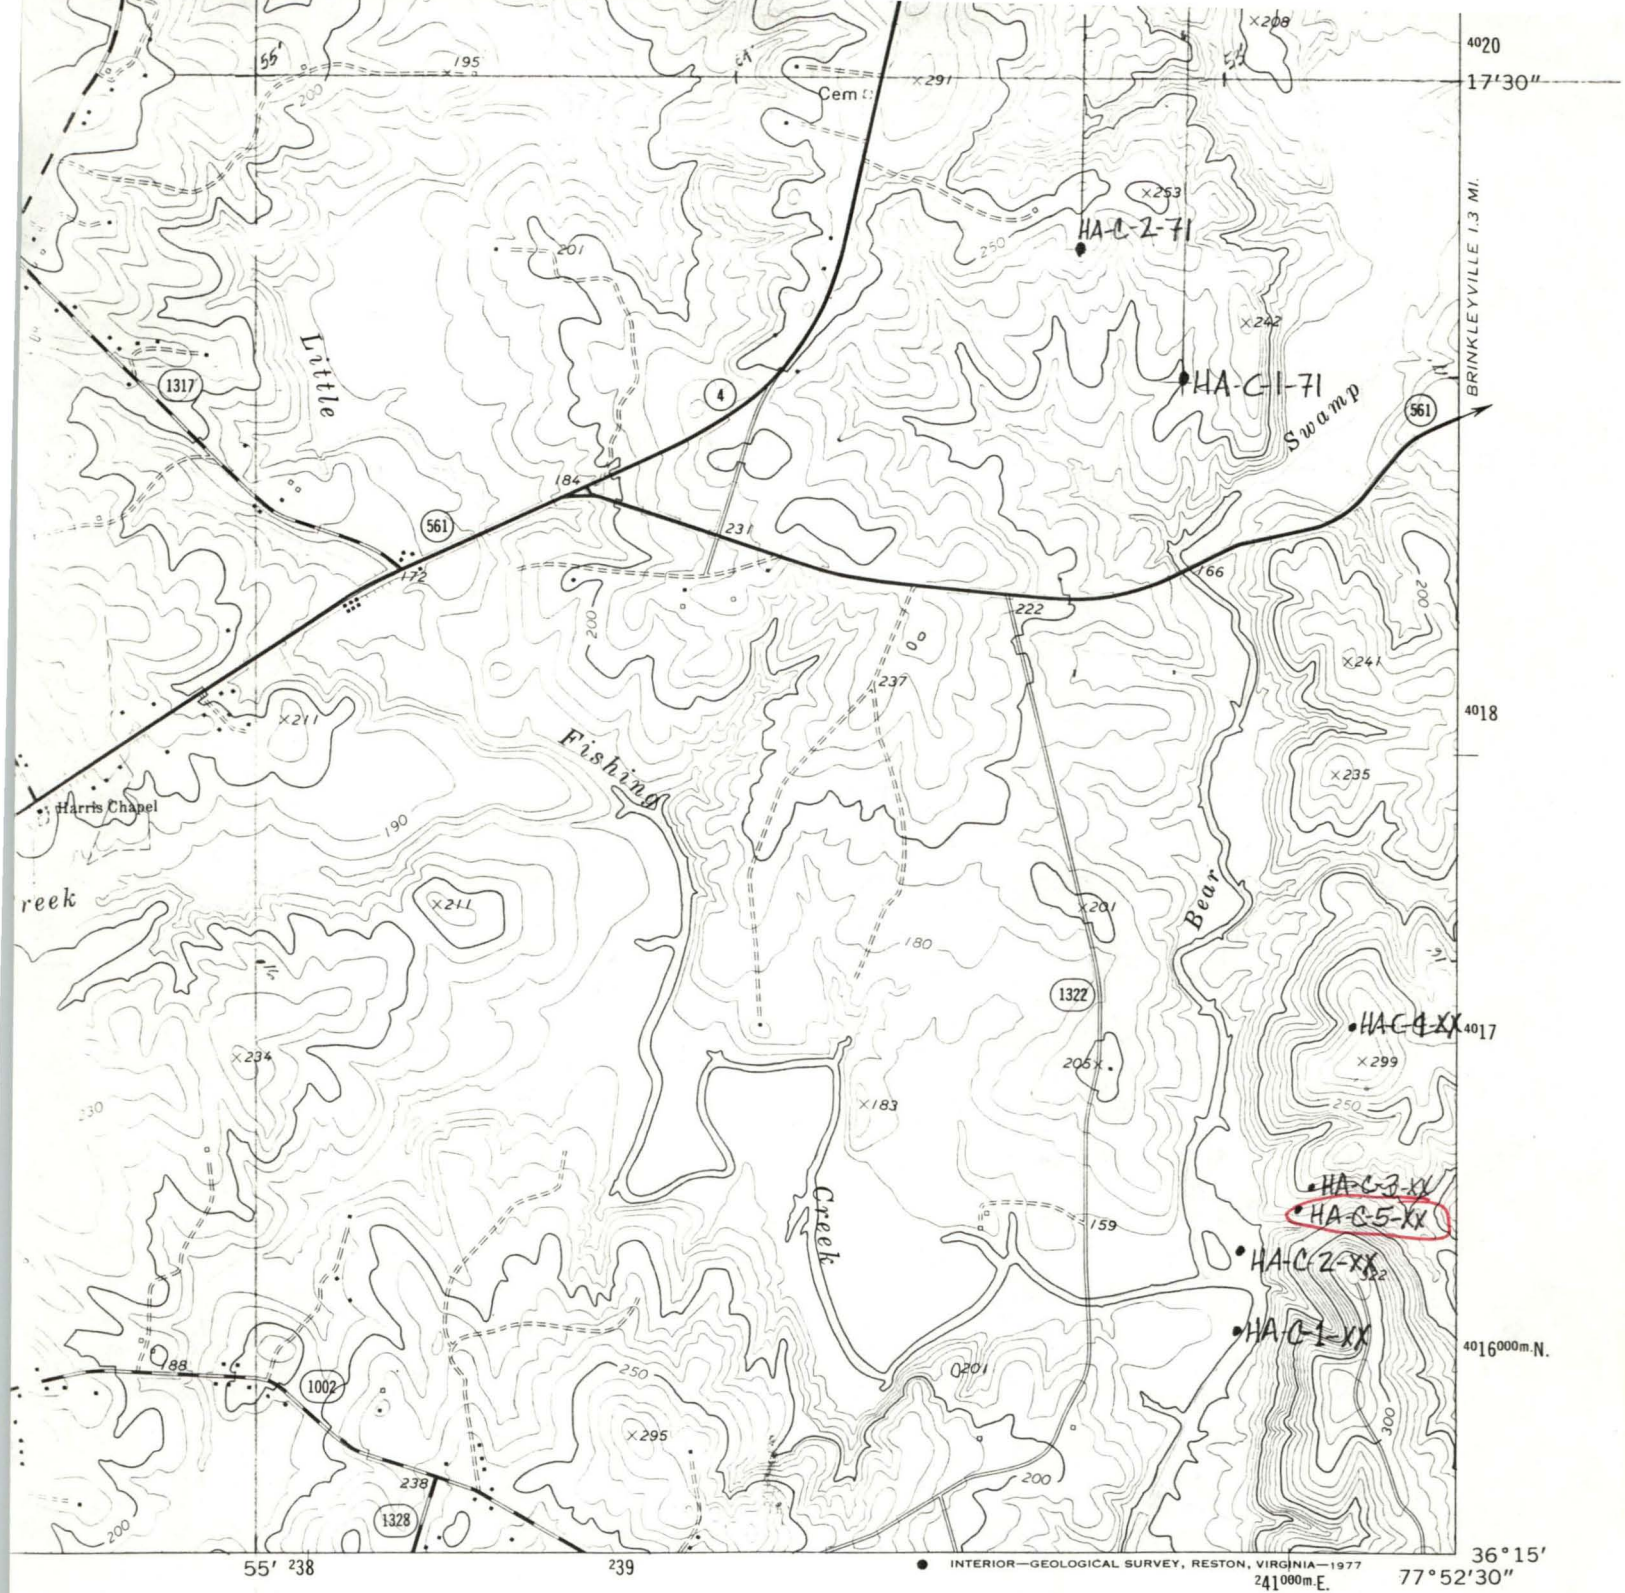 ×208
4020
55'
×195
55'
17'30"
200
Cem
×291
BRINKLEYVILLE 1.3 MI.
×253
HA-C-2-71
201
250
Little
×242
1317
HA-C-1-71
4
Swamp
561
184
561
231
172
166
200
222
200
×241
237
×211
4018
Fishing
×235
Harris Chapel
190
reek
×211
×201
Bear
180
1322
HA-C-4-XX
4017
×234
205×
×299
230
×183
250
HA-C-3-XX
HA-C-5-XX
Creek
159
HA-C-2-XX
322
HA-C-1-XX
4016000m.N.
188
250
201
1002
×295
300
238
200
1328
200
INTERIOR—GEOLOGICAL SURVEY, RESTON, VIRGINIA—1977
36°15'
55' 238
239
241000m.E.
77°52'30"